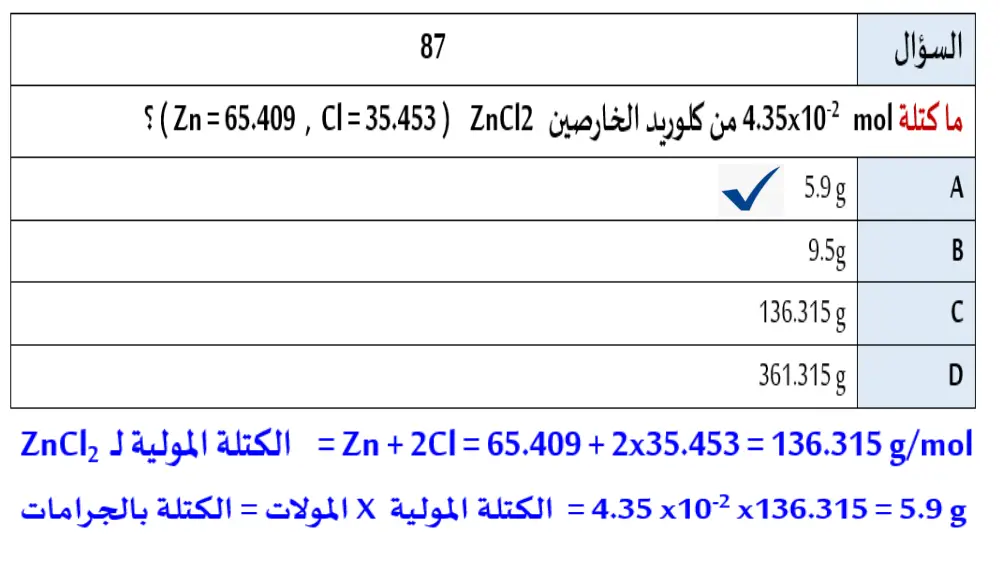 السؤال 87
ما كتلة 4.35x10⁻² mol من كلوريد الخارصين ZnCl2 ( Zn = 65.409 , Cl = 35.453 ) ؟
A 5.9 g
B 9.5g
C 136.315 g
D 361.315 g
الكتلة المولية لـ ZnCl₂ = Zn + 2Cl = 65.409 + 2x35.453 = 136.315 g/mol
الكتلة بالجرامات = المولات X الكتلة المولية = 4.35 x10⁻² x136.315 = 5.9 g